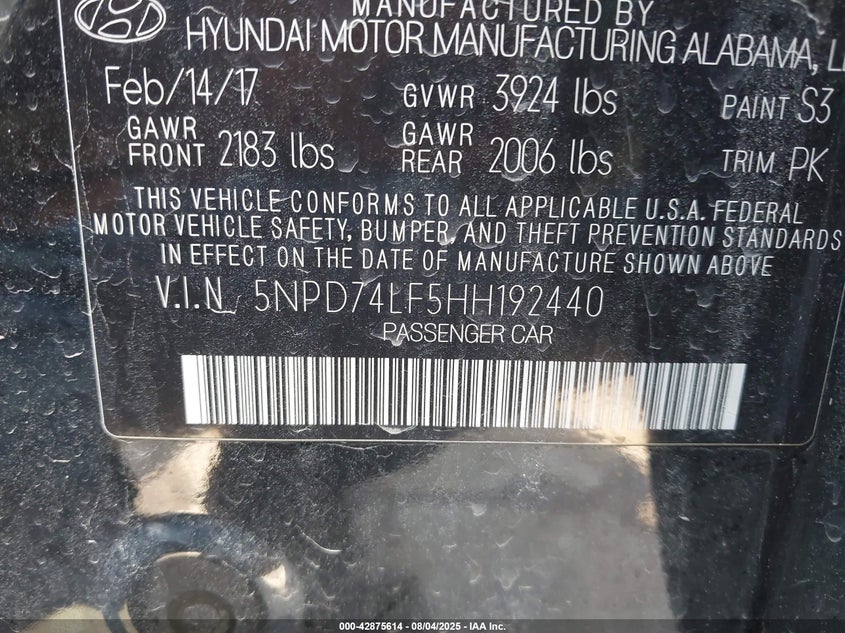 MANUFACTURED BY
HYUNDAI MOTOR MANUFACTURING ALABAMA,
Feb/14/17 GVWR 3924 lbs PAINT S3
GAWR FRONT 2183 lbs GAWR REAR 2006 lbs TRIM PK
THIS VEHICLE CONFORMS TO ALL APPLICABLE U.S.A. FEDERAL
MOTOR VEHICLE SAFETY, BUMPER, AND THEFT PREVENTION STANDARDS
IN EFFECT ON THE DATE OF MANUFACTURE SHOWN ABOVE
V.I.N 5NPD74LF5HH192440
PASSENGER CAR
000-42875614 - 08/04/2025 - IAA Inc.